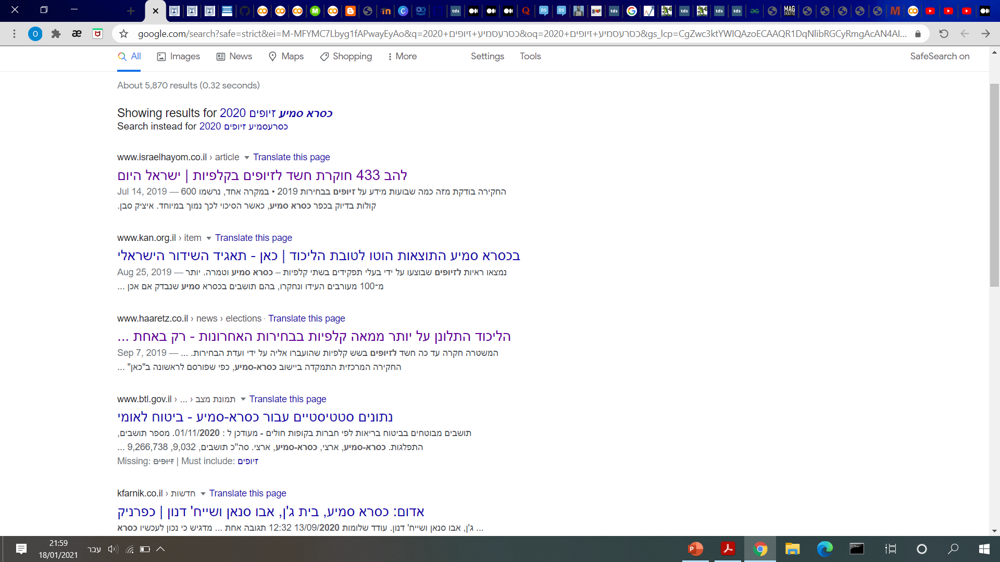 google.com/search?safe=strict&ei=M-MFYMC7Lbyg1fAPwayEyAo&q=2020+כסרעסמיע+זיופים&oq=2020+כסרעסמיע+זיופים&gs_lcp=CgZwc3ktYWIQAzoECAAQR1DqNlibRGCyRmgAcAN4AI...
All Images News Maps Shopping More Settings Tools SafeSearch on
About 5,870 results (0.32 seconds)
Showing results for כסרא סמיע זיופים 2020
Search instead for כסרעסמיע זיופים 2020
www.israelhayom.co.il › article Translate this page
להב 433 חוקרת חשד לזיופים בקלפיות | ישראל היום
Jul 14, 2019 — החקירה בודקת מזה כמה שבועות מידע על זיופים בבחירות 2019 • במקרה אחד, נרשמו 600
קולות בדיוק בכפר כסרא סמיע, כאשר הסיכוי לכך נמוך במיוחד. איציק סבן.
www.kan.org.il › item Translate this page
בכסרא סמיע התוצאות הוטו לטובת הליכוד | כאן - תאגיד השידור הישראלי
Aug 25, 2019 — נמצאו ראיות לזיופים שבוצעו על ידי בעלי תפקידים בשתי קלפיות – כסרא סמיע וטמרה. יותר
מ־100 מעורבים העידו ונחקרו, בהם תושבים בכסרא סמיע שנבדק אם אכן ...
www.haaretz.co.il › news › elections · Translate this page
הליכוד התלונן על יותר ממאה קלפיות בבחירות האחרונות - רק באחת ...
Sep 7, 2019 — המשטרה חקרה עד כה חשד לזיופים בשש קלפיות שהועברו אליה על ידי ועדת הבחירות. ...
החקירה המרכזית התמקדה ביישוב כסרא-סמיע, כפי שפורסם לראשונה ב"כאן" ...
www.btl.gov.il › ... › תמונת מצב Translate this page
נתונים סטטיסטיים עבור כסרא-סמיע - ביטוח לאומי
תושבים מבוטחים בביטוח בריאות לפי חברות בקופות חולים - מעודכן ל : 01/11/2020. מספר תושבים,
התפלגות. כסרא-סמיע, ארצי, כסרא-סמיע, ארצי. סה"כ תושבים, 9,032, 9,266,738 ...
Missing: זיופים | Must include: זיופים
kfarnik.co.il › חדשות Translate this page
אדום: כסרא סמיע, בית ג'ן, אבו סנאן ושייח' דנון | כפרניק
... ג'ן, אבו סנאן ושייח' דנון. עודד שלומות 13/09/2020 12:32 תגובה אחת ... מדגיש כי נכון לעכשיו כסרא
21:59
18/01/2021
עבר